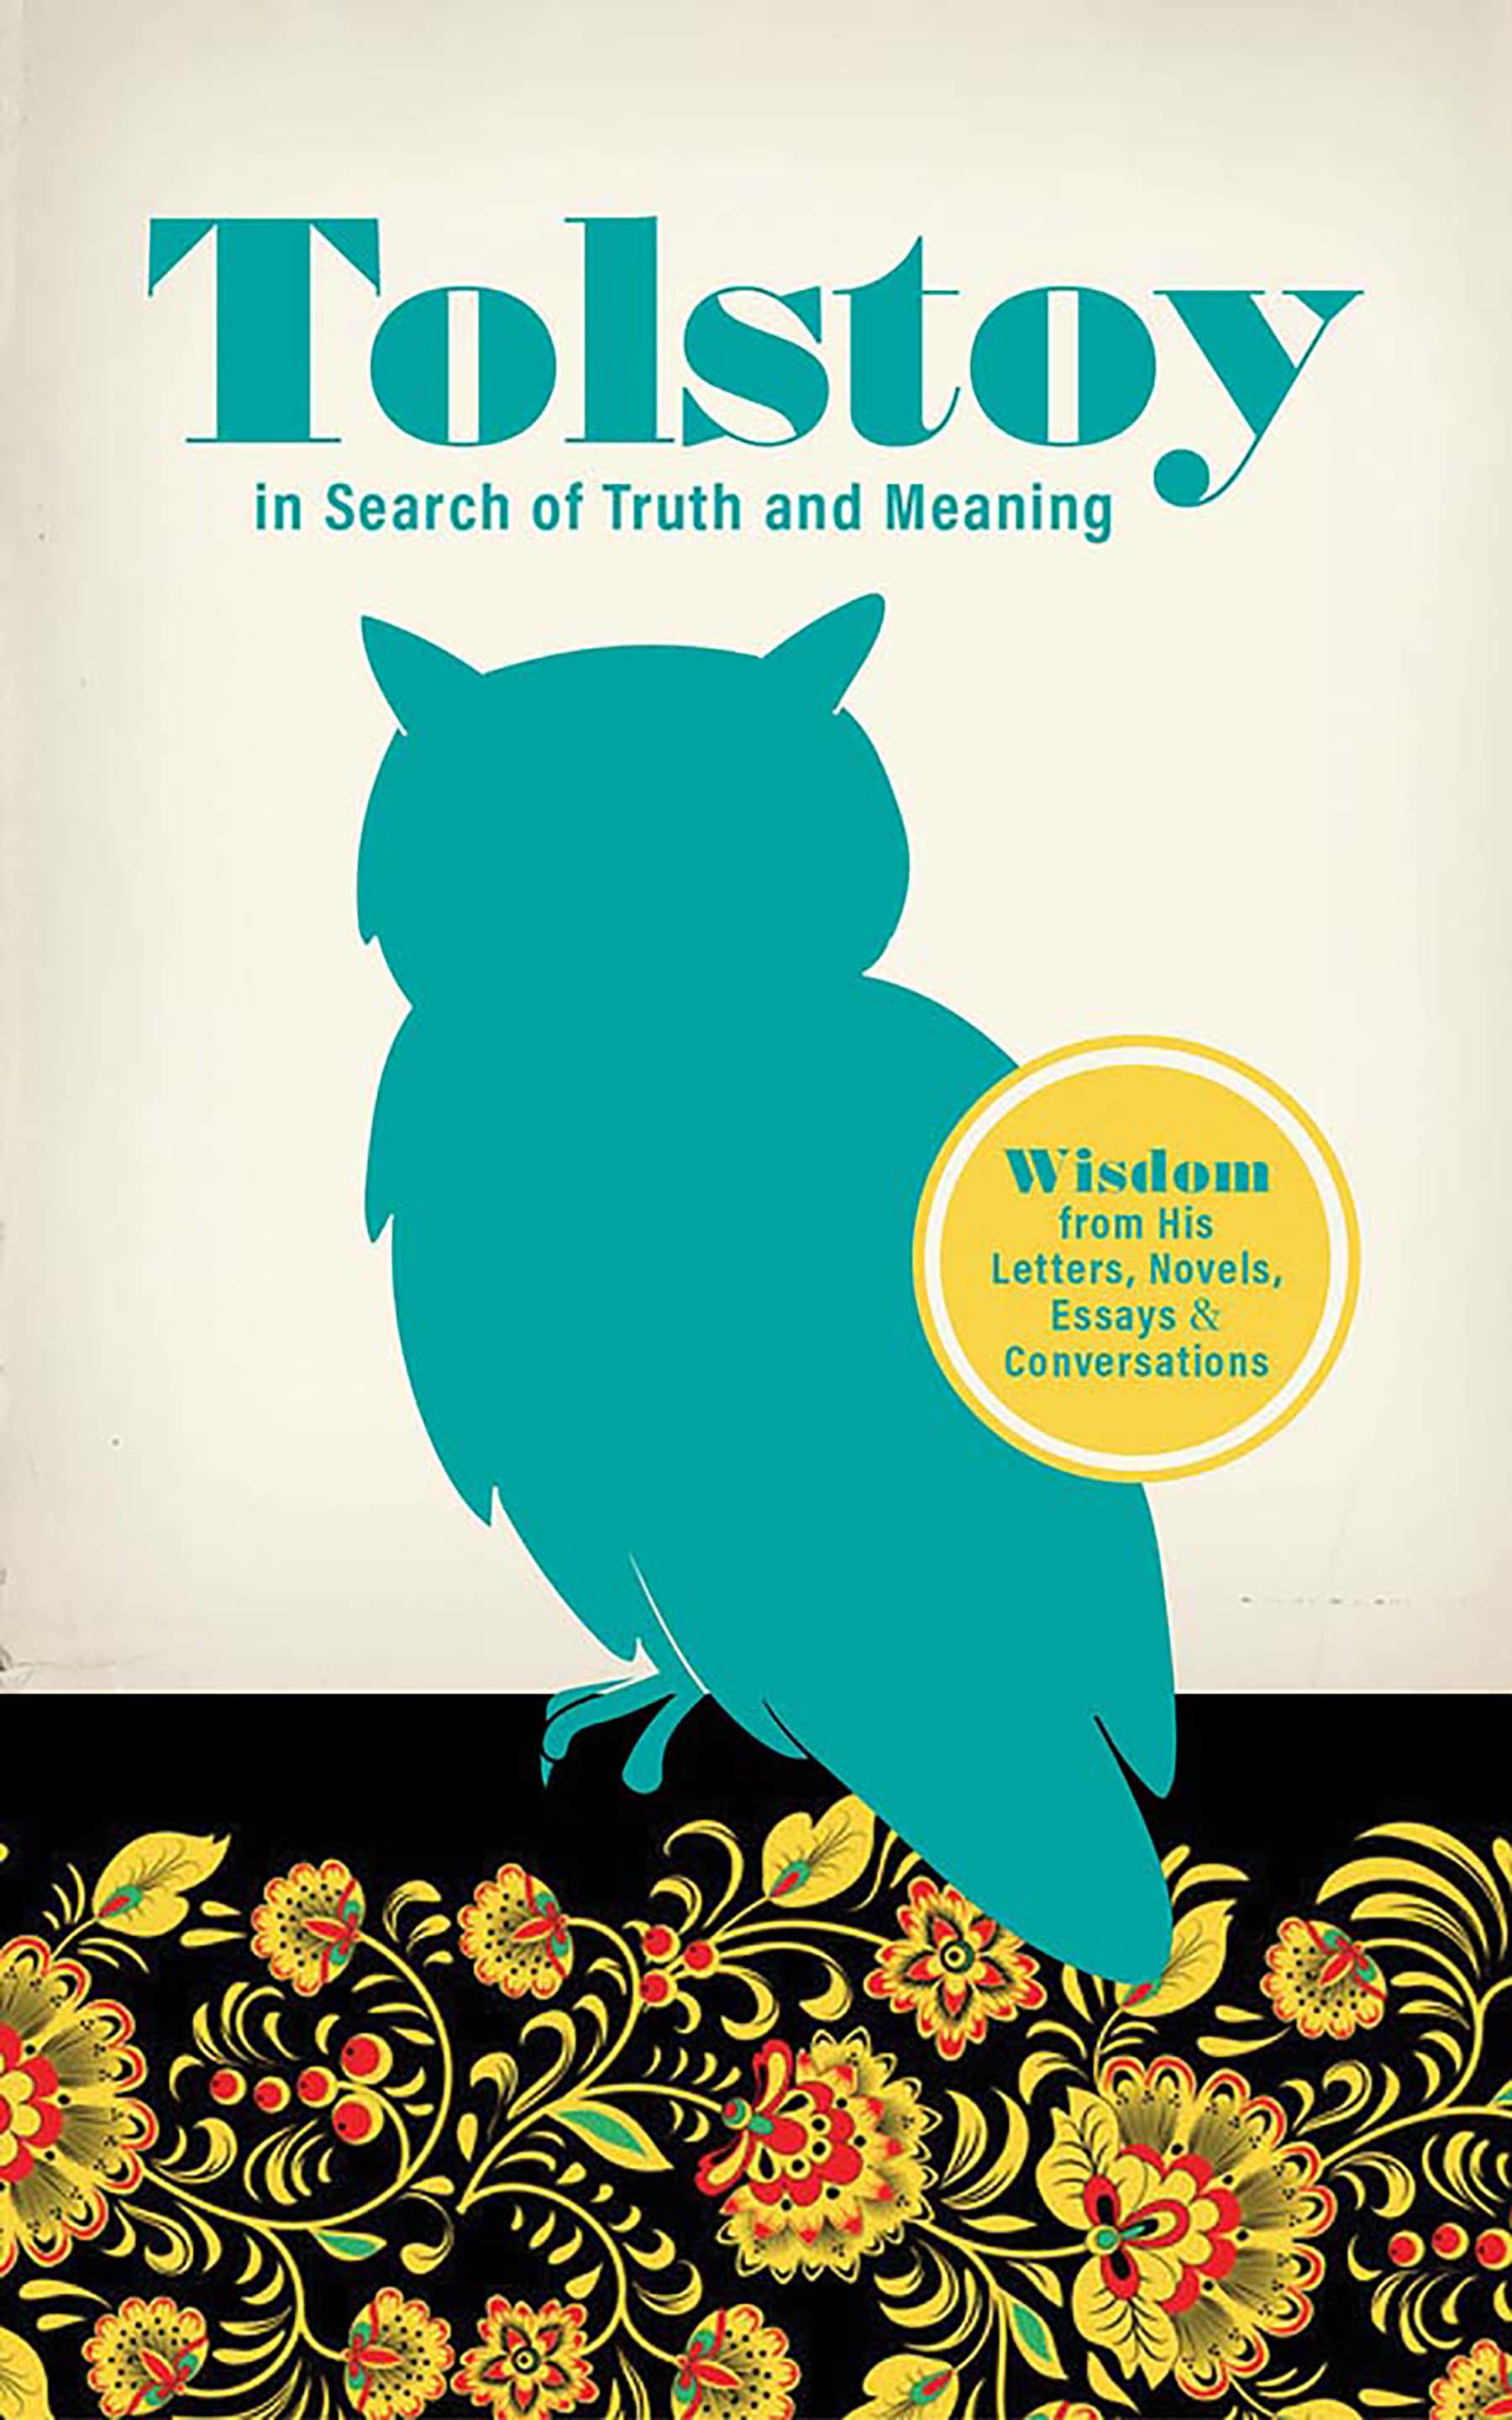 Tolstoy
in Search of Truth and Meaning
Wisdom
from His
Letters, Novels,
Essays &
Conversations